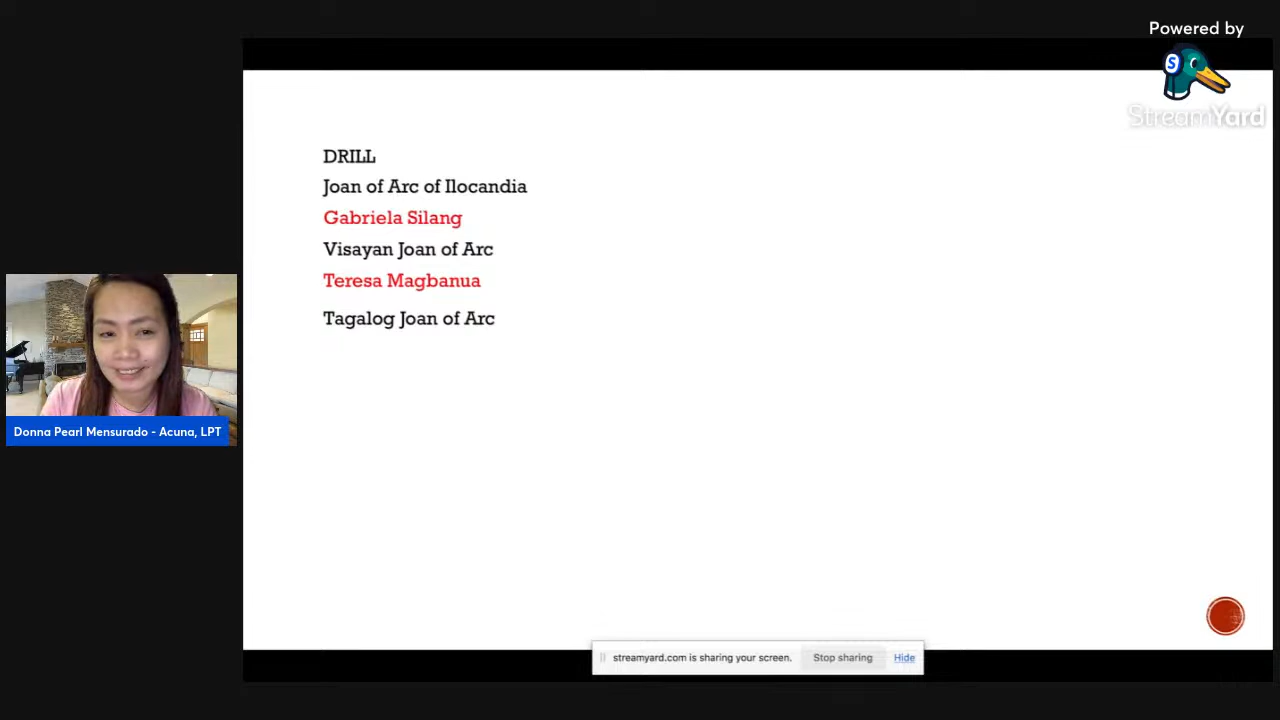 Powered by
StreamYard
DRILL
Joan of Arc of Ilocandia
Gabriela Silang
Visayan Joan of Arc
Teresa Magbanua
Tagalog Joan of Arc
Donna Pearl Mensurado - Acuna, LPT
streamyard.com is sharing your screen. Stop sharing Hide